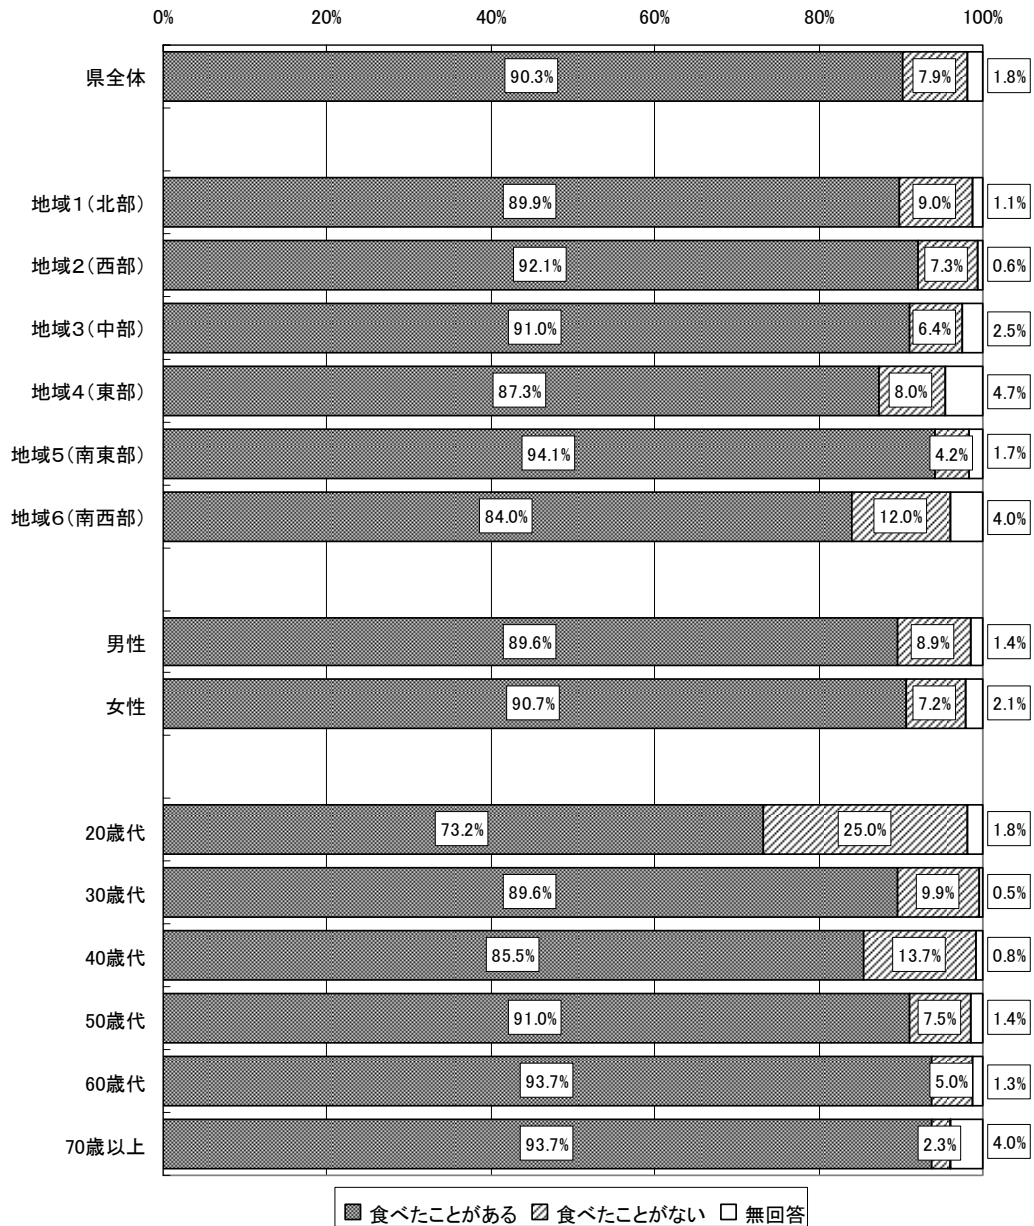 0% 20% 40% 60% 80% 100%
県全体 90.3% 7.9% 1.8%
地域1(北部) 89.9% 9.0% 1.1%
地域2(西部) 92.1% 7.3% 0.6%
地域3(中部) 91.0% 6.4% 2.5%
地域4(東部) 87.3% 8.0% 4.7%
地域5(南東部) 94.1% 4.2% 1.7%
地域6(南西部) 84.0% 12.0% 4.0%
男性 89.6% 8.9% 1.4%
女性 90.7% 7.2% 2.1%
20歳代 73.2% 25.0% 1.8%
30歳代 89.6% 9.9% 0.5%
40歳代 85.5% 13.7% 0.8%
50歳代 91.0% 7.5% 1.4%
60歳代 93.7% 5.0% 1.3%
70歳以上 93.7% 2.3% 4.0%
食べたことがある 食べたことがない 無回答